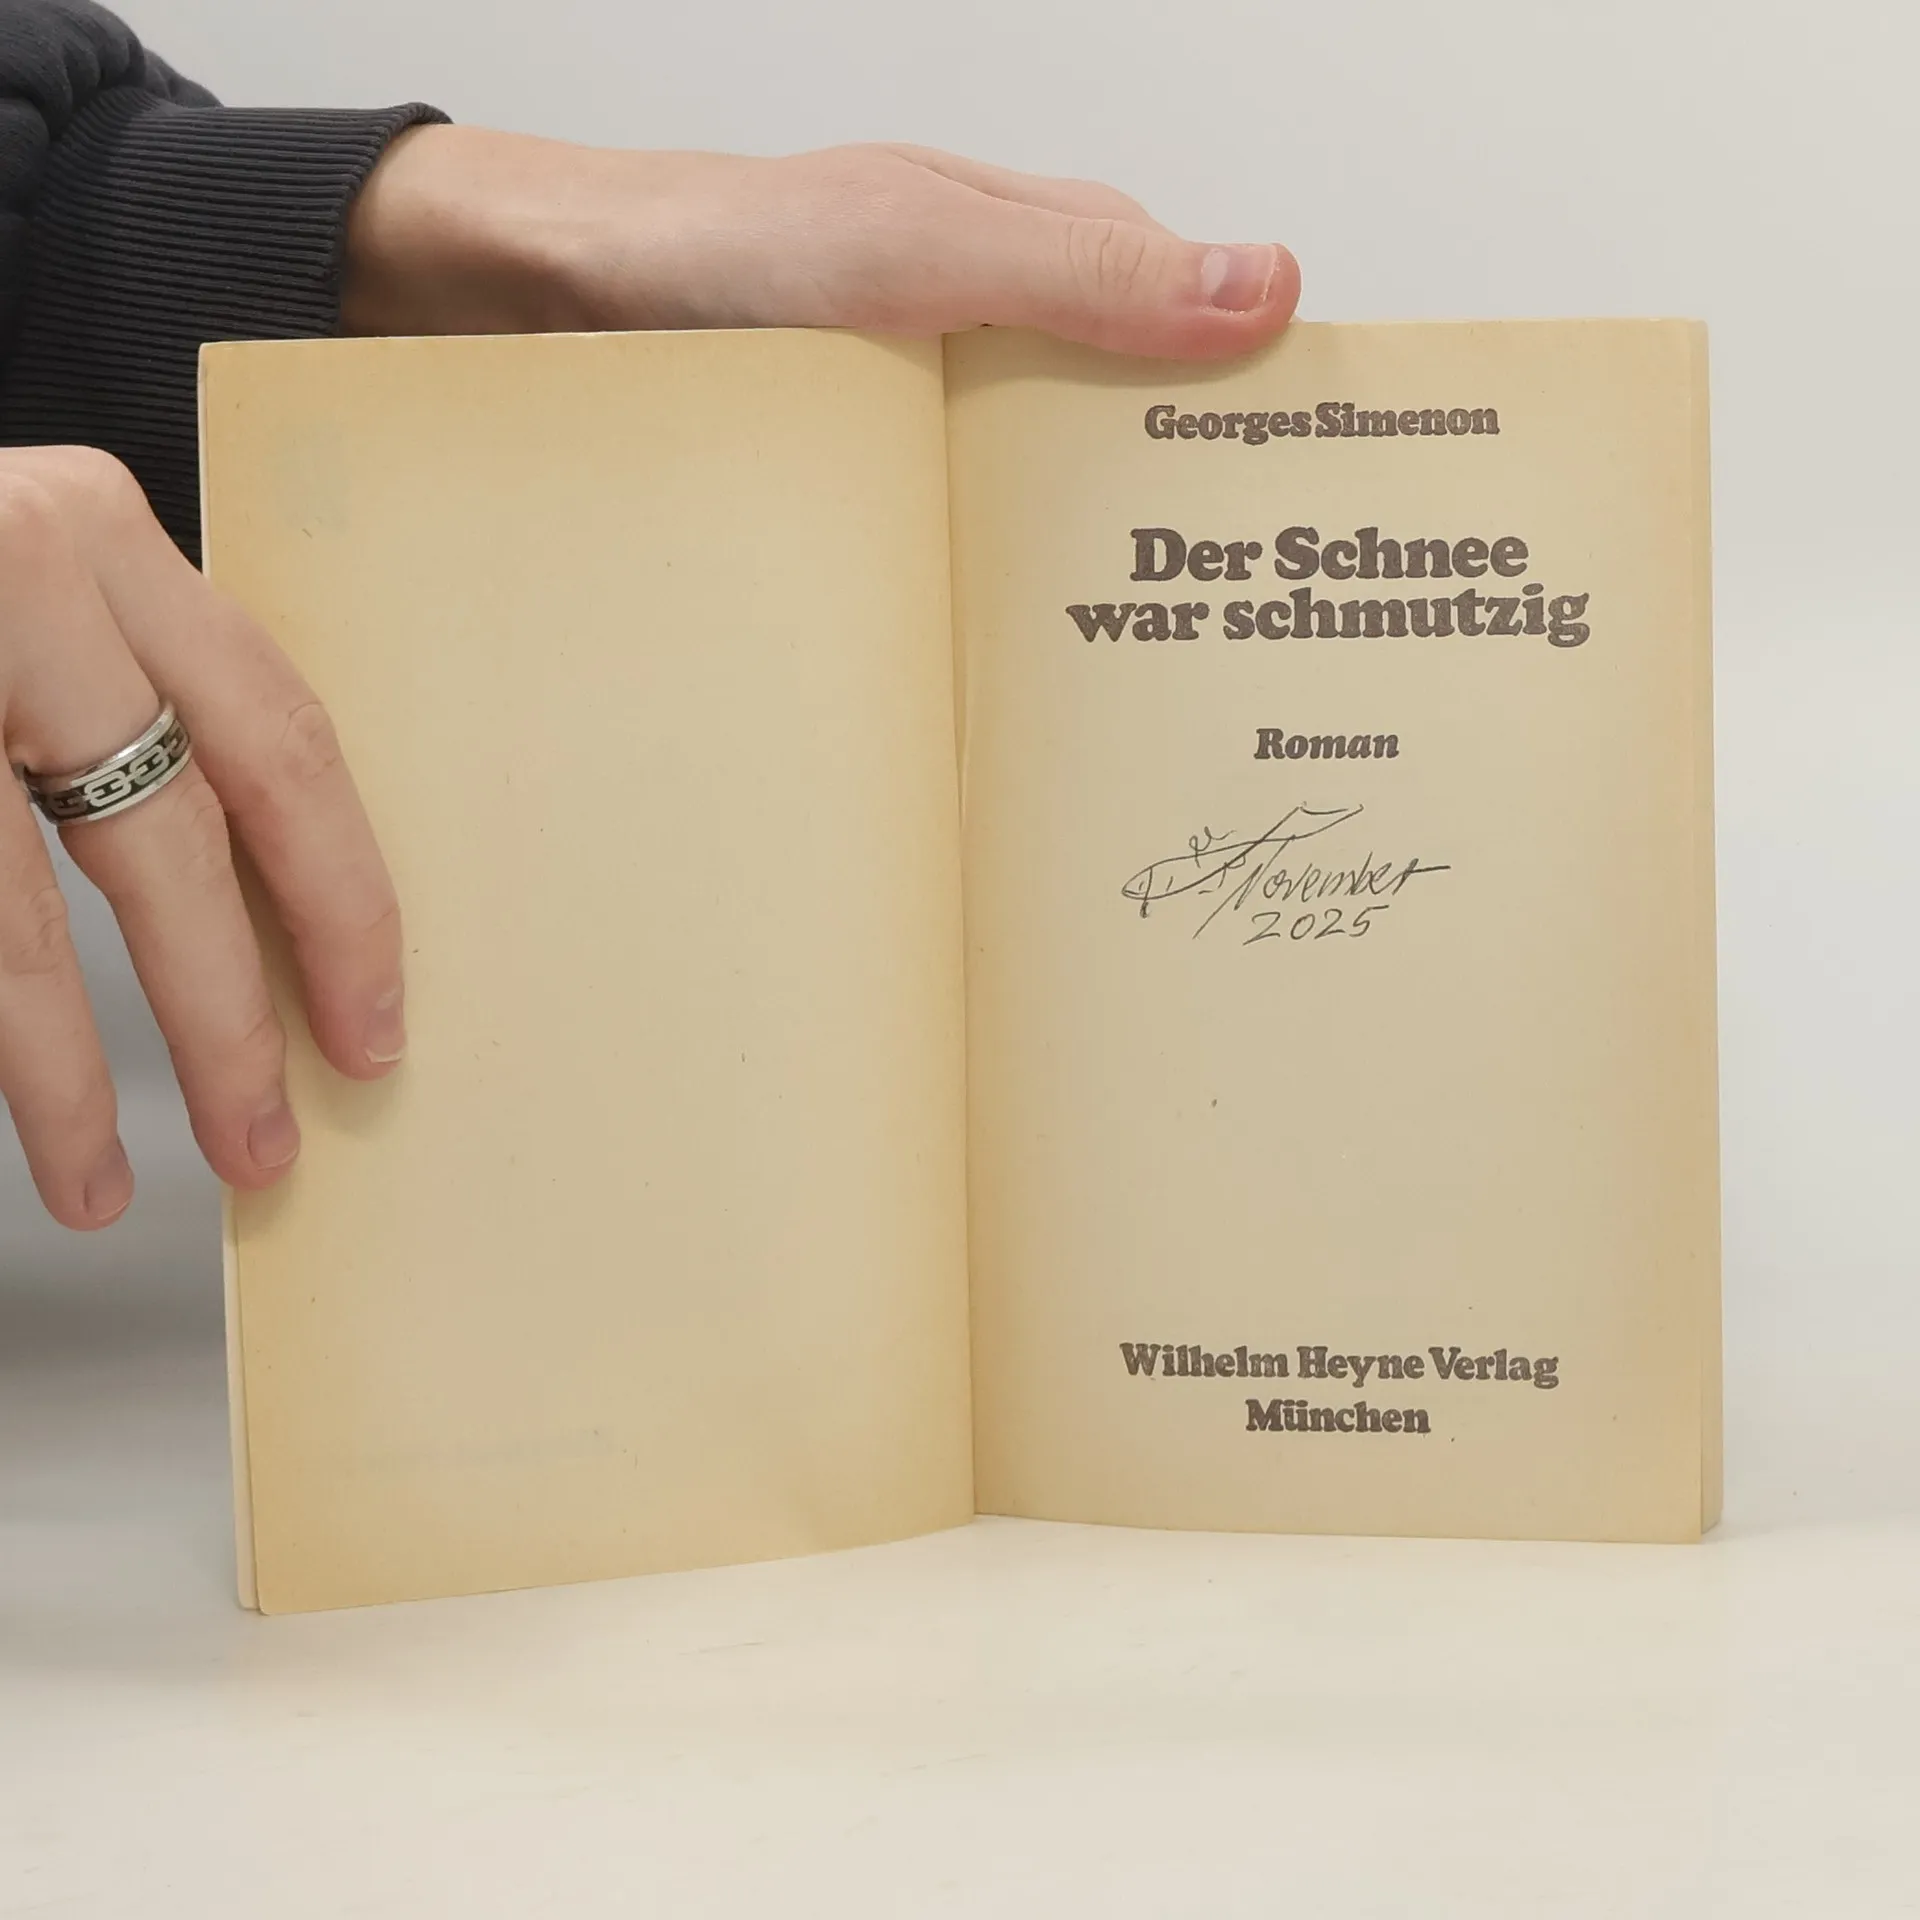 Georges Simenon
Der Schnee
war schmutzig
Roman
November
2025
Wilhelm Heyne Verlag
München